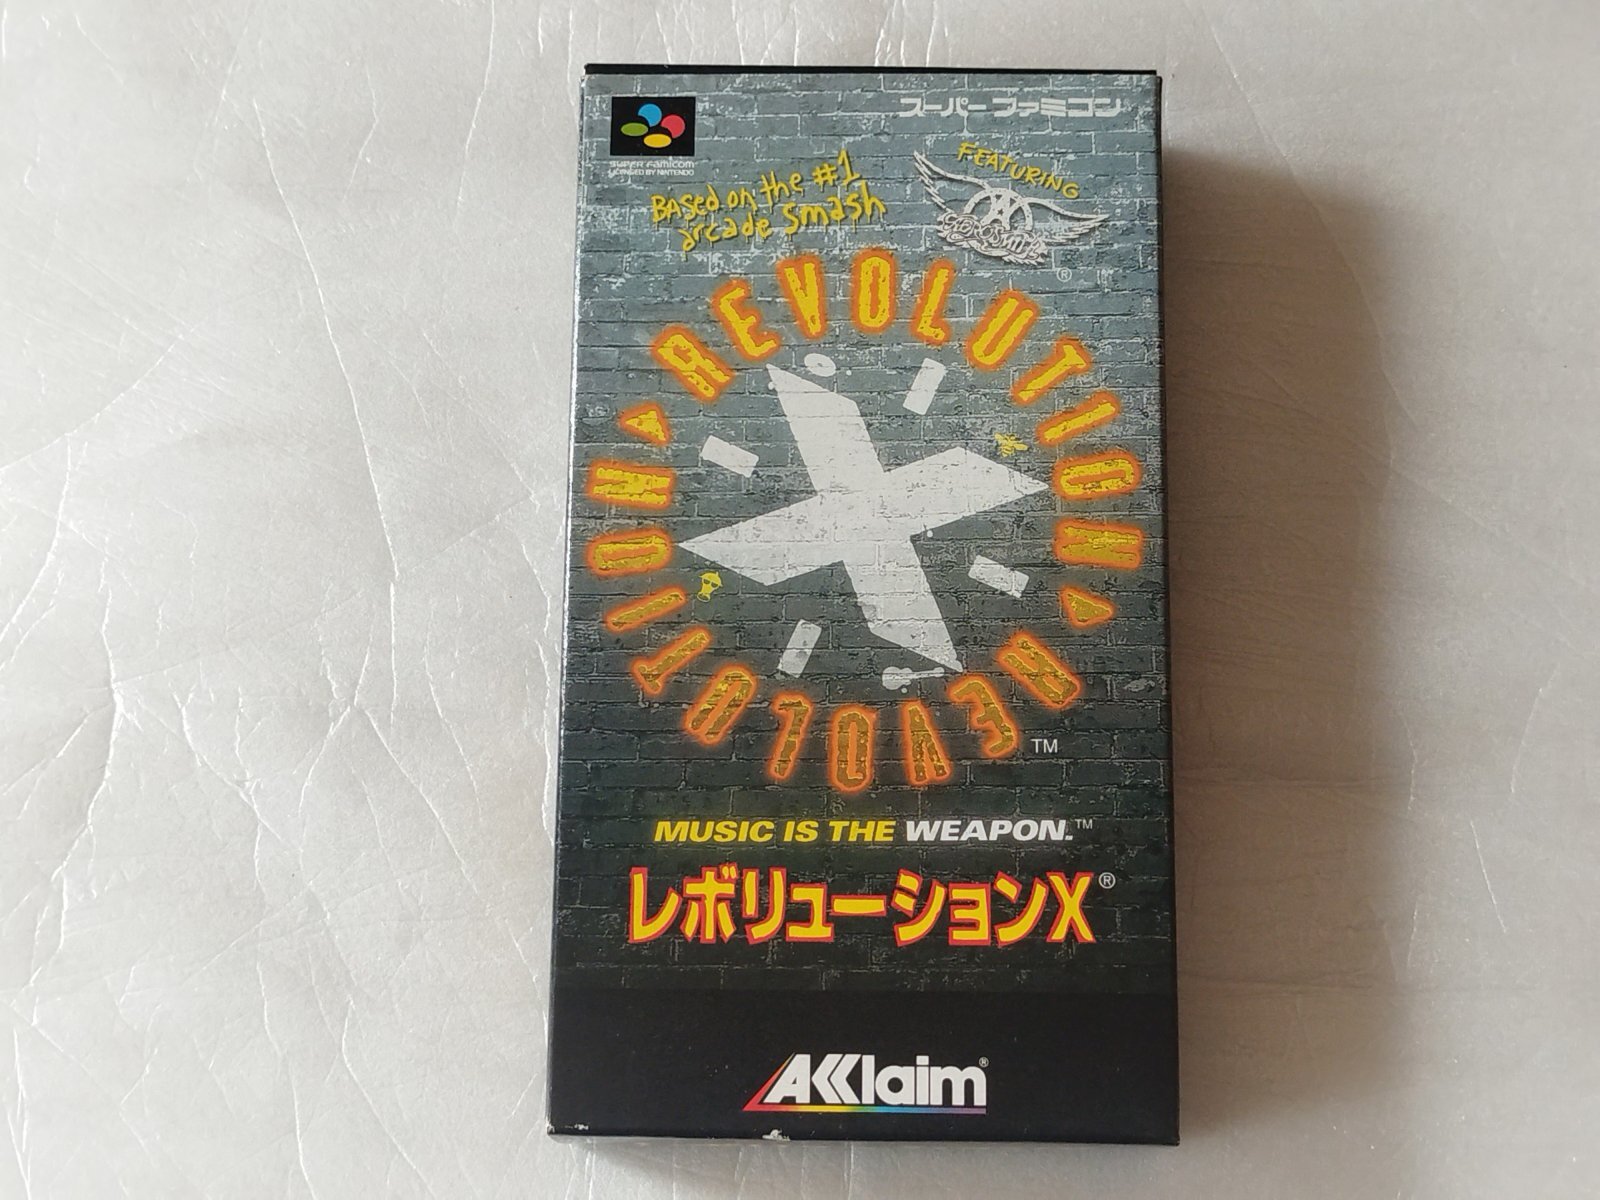 スーパーファミコン
SUPER FAMICOM
LICENSED BY NINTENDO
BASed on the #1
arcade Smash
FEATURING
AEROSMITH
®
REVOLUTION
X
REVOLUTION
TM
MUSIC IS THE WEAPON.™
レボリューションX®
AKKlaim®